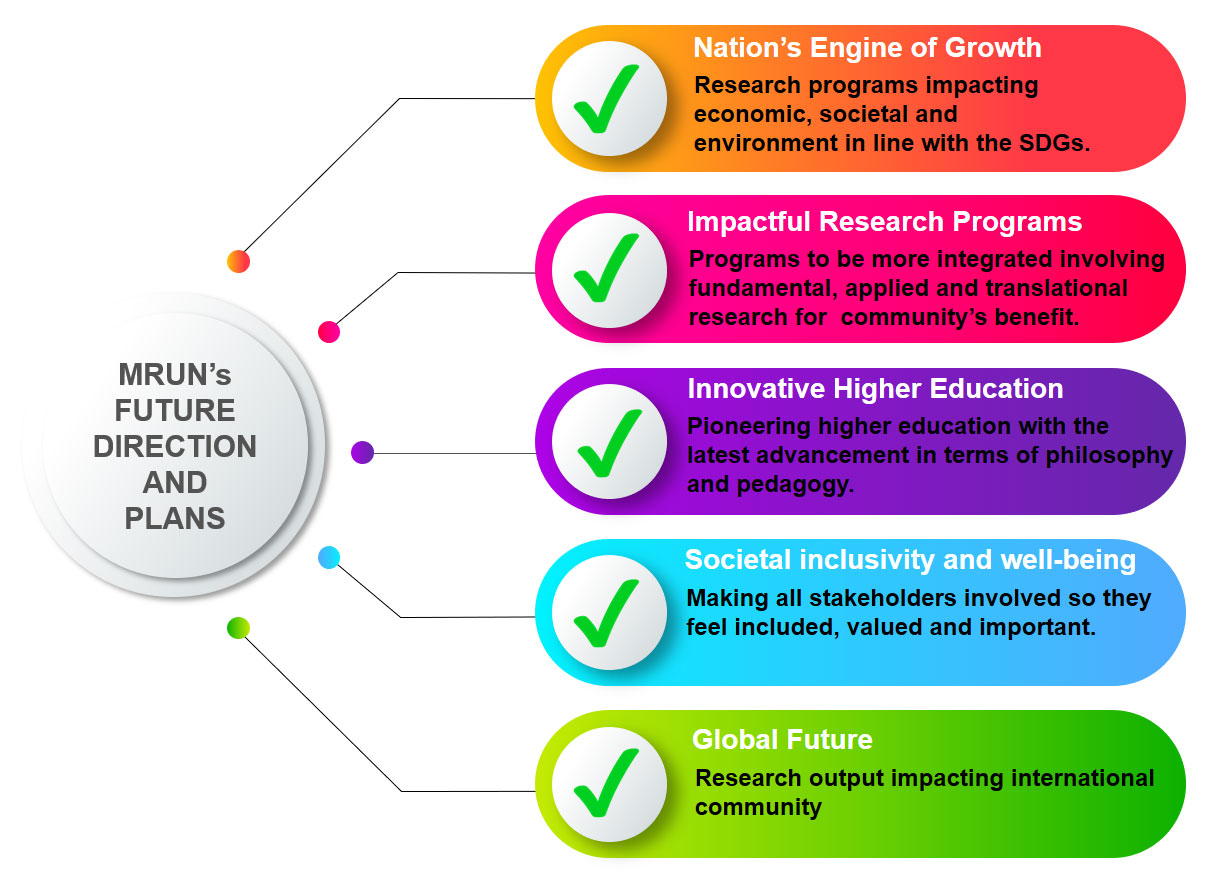 MRUN’s
FUTURE
DIRECTION
AND
PLANS
Nation’s Engine of Growth
Research programs impacting
economic, societal and
environment in line with the SDGs.
Impactful Research Programs
Programs to be more integrated involving
fundamental, applied and translational
research for  community’s benefit.
Innovative Higher Education
Pioneering higher education with the
latest advancement in terms of philosophy
and pedagogy.
Societal inclusivity and well-being
Making all stakeholders involved so they
feel included, valued and important.
Global Future
Research output impacting international
community